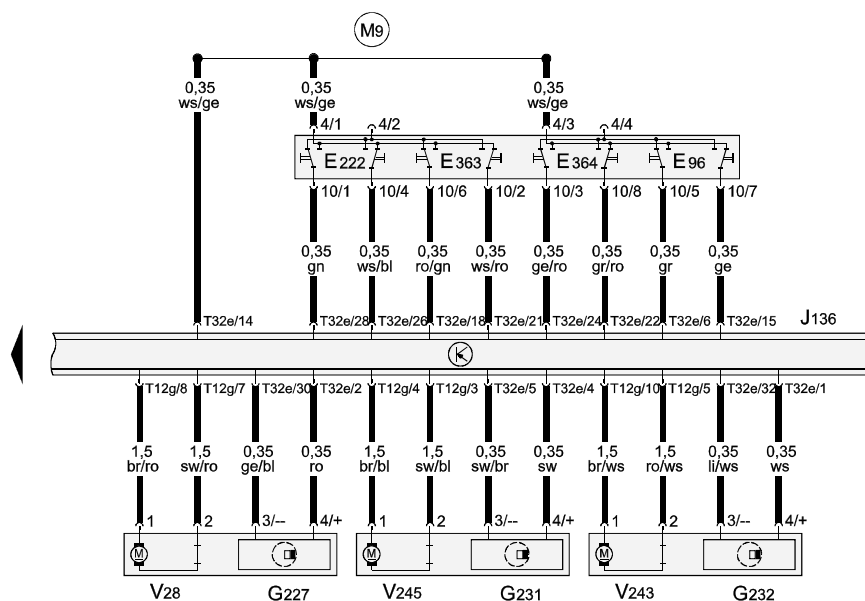 M9
0,35 0,35 0,35
ws/ge ws/ge ws/ge
4/1 4/2 4/3 4/4
E222 E363 E364 E96
10/1 10/4 10/6 10/2 10/3 10/8 10/5 10/7
0,35 0,35 0,35 0,35 0,35 0,35 0,35 0,35
gn ws/bl ro/gn ws/ro ge/ro gr/ro gr ge
T32e/14 T32e/28 T32e/26 T32e/18 T32e/21 T32e/24 T32e/22 T32e/6 T32e/15 J136
T12g/8 T12g/7 T32e/30 T32e/2 T12g/4 T12g/3 T32e/5 T32e/4 T12g/10 T12g/5 T32e/32 T32e/1
1,5 1,5 0,35 0,35 1,5 1,5 0,35 0,35 1,5 1,5 0,35 0,35
br/ro sw/ro ge/bl ro br/bl sw/bl sw/br sw br/ws ro/ws li/ws ws
1 2 3/-- 4/+ 1 2 3/-- 4/+ 1 2 3/-- 4/+
M M M
V28 G227 V245 G231 V243 G232